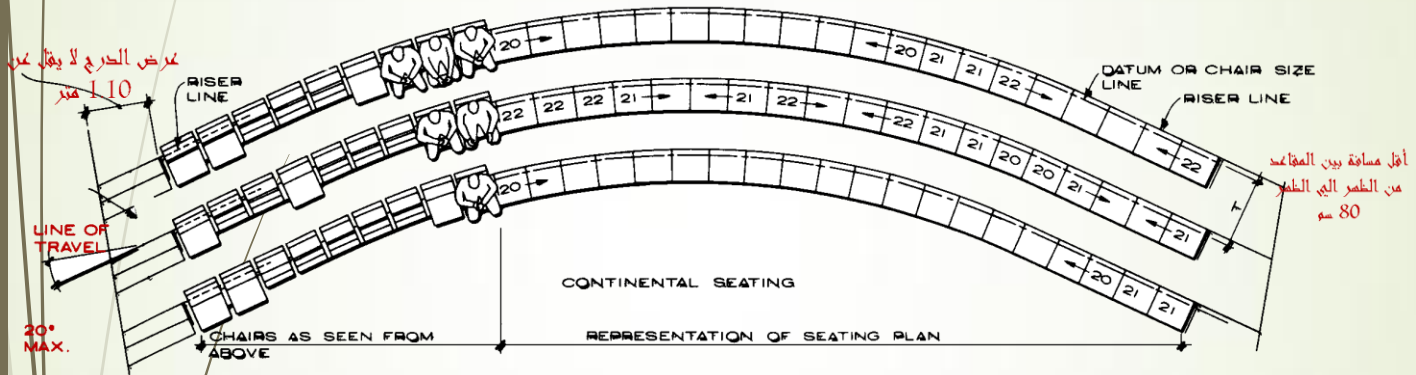 عرض الدرج لا يقل عن
1.10 متر
RISER
LINE
20
20 21 21 22
22
DATUM OR CHAIR SIZE
LINE
RISER LINE
22 22 22 21
21 22
22 21 21 20 20 21
21
أقل مسافة بين المقاعد
من الظهر الي الظهر
80 سم
T
20
20 21 21
LINE OF
TRAVEL
20°
MAX.
CONTINENTAL SEATING
CHAIRS AS SEEN FROM
ABOVE
REPRESENTATION OF SEATING PLAN